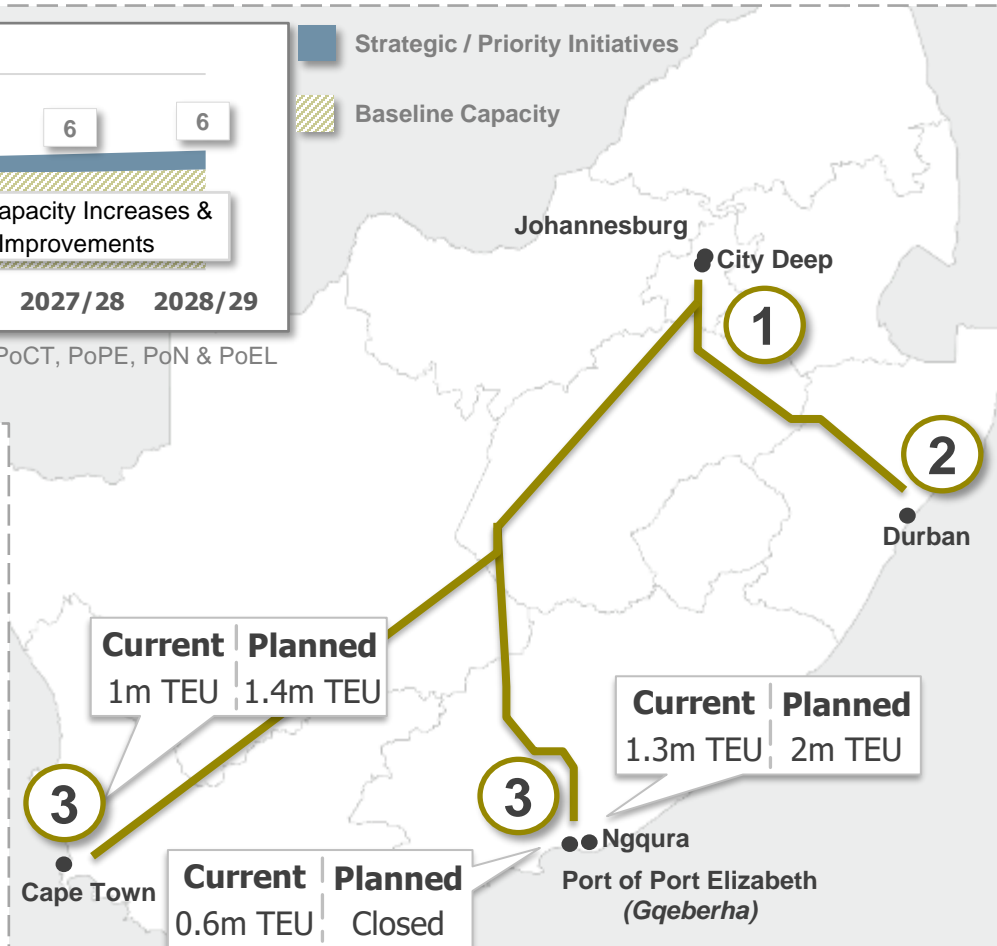 Strategic / Priority Initiatives
Baseline Capacity
6
6
apacity Increases &
Improvements
2027/28 2028/29
PoCT, PoPE, PoN & PoEL
Johannesburg
City Deep
1
2
Durban
Current Planned
1m TEU 1.4m TEU
Current Planned
1.3m TEU 2m TEU
3
3
Ngqura
Cape Town
Port of Port Elizabeth
(Gqeberha)
Current Planned
0.6m TEU Closed